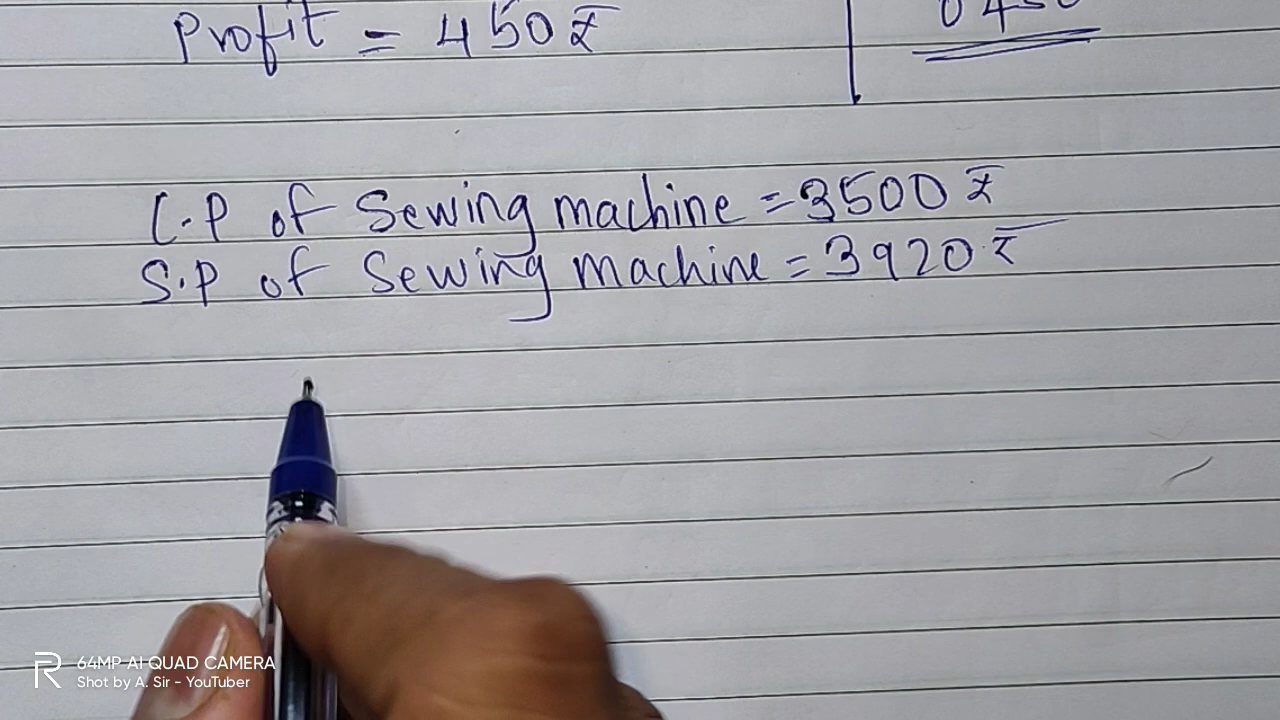 Profit = 450₹
C.P of Sewing machine = 3500₹
S.P of Sewing machine = 3920₹
64MP AI QUAD CAMERA
Shot by A. Sir - YouTuber